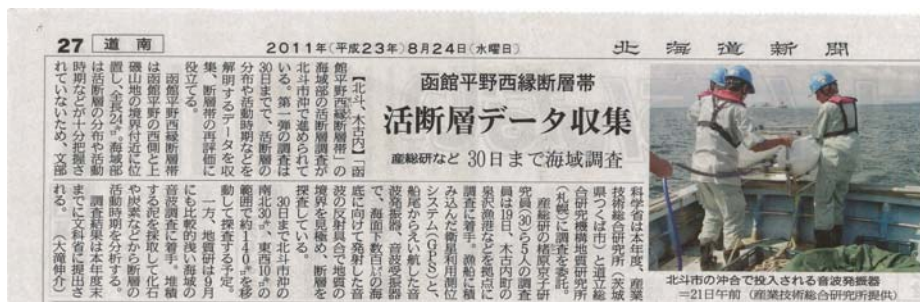 27 道南
2011年(平成23年)8月24日(水曜日)
北海道新聞
函館平野西縁断層帯
活断層データ収集
産総研など 30日まで海域調査
【北斗、木古内】「函
館平野西縁断層帯」の
海域部の活断層調査が
北斗市沖で進められて
いる。第一弾の調査は
30日までで、活断層の
分布や活動時期などを
解明するデータを収
集、断層帯の再評価に
役立てる。
函館平野西縁断層帯
は函館平野の西側と上
磯山地の境界付近に位
置し、全長24㌔。海域部
は活断層の分布や活動
時期などが十分把握さ
れていないため、文部
科学省は本年度、産業
技術総合研究所(茨城
県つくば市)と道立総
合研究機構地質研究所
(札幌)に調査を委託。
産総研の楮原京子研
究員(30)ら5人の調査
員は19日、木古内町の
泉沢漁港などを拠点に
調査に着手。漁船に積
み込んだ衛星利用測位
システム(GPS)と、
船尾からえい航した音
波発振器、音波受振器
で、海面下数百㍍の海
底に向けて発射した音
波の反射具合で地質の
境界を見極め、断層を
探査している。
30日まで北斗市沖の
南北30㌔、東西10㌔の
範囲で約140㌔を移
動して探査する予定。
一方、地質研は9月
にも比較的浅い海域の
音波調査に着手。堆積
する泥を採取して化石
や炭素などから断層の
活動時期を分析する。
調査結果は本年度末
までに文科省に提出さ
れる。(大滝伸介)
北斗市の沖合で投入される音波発振器
=21日午前(産業技術総合研究所提供)